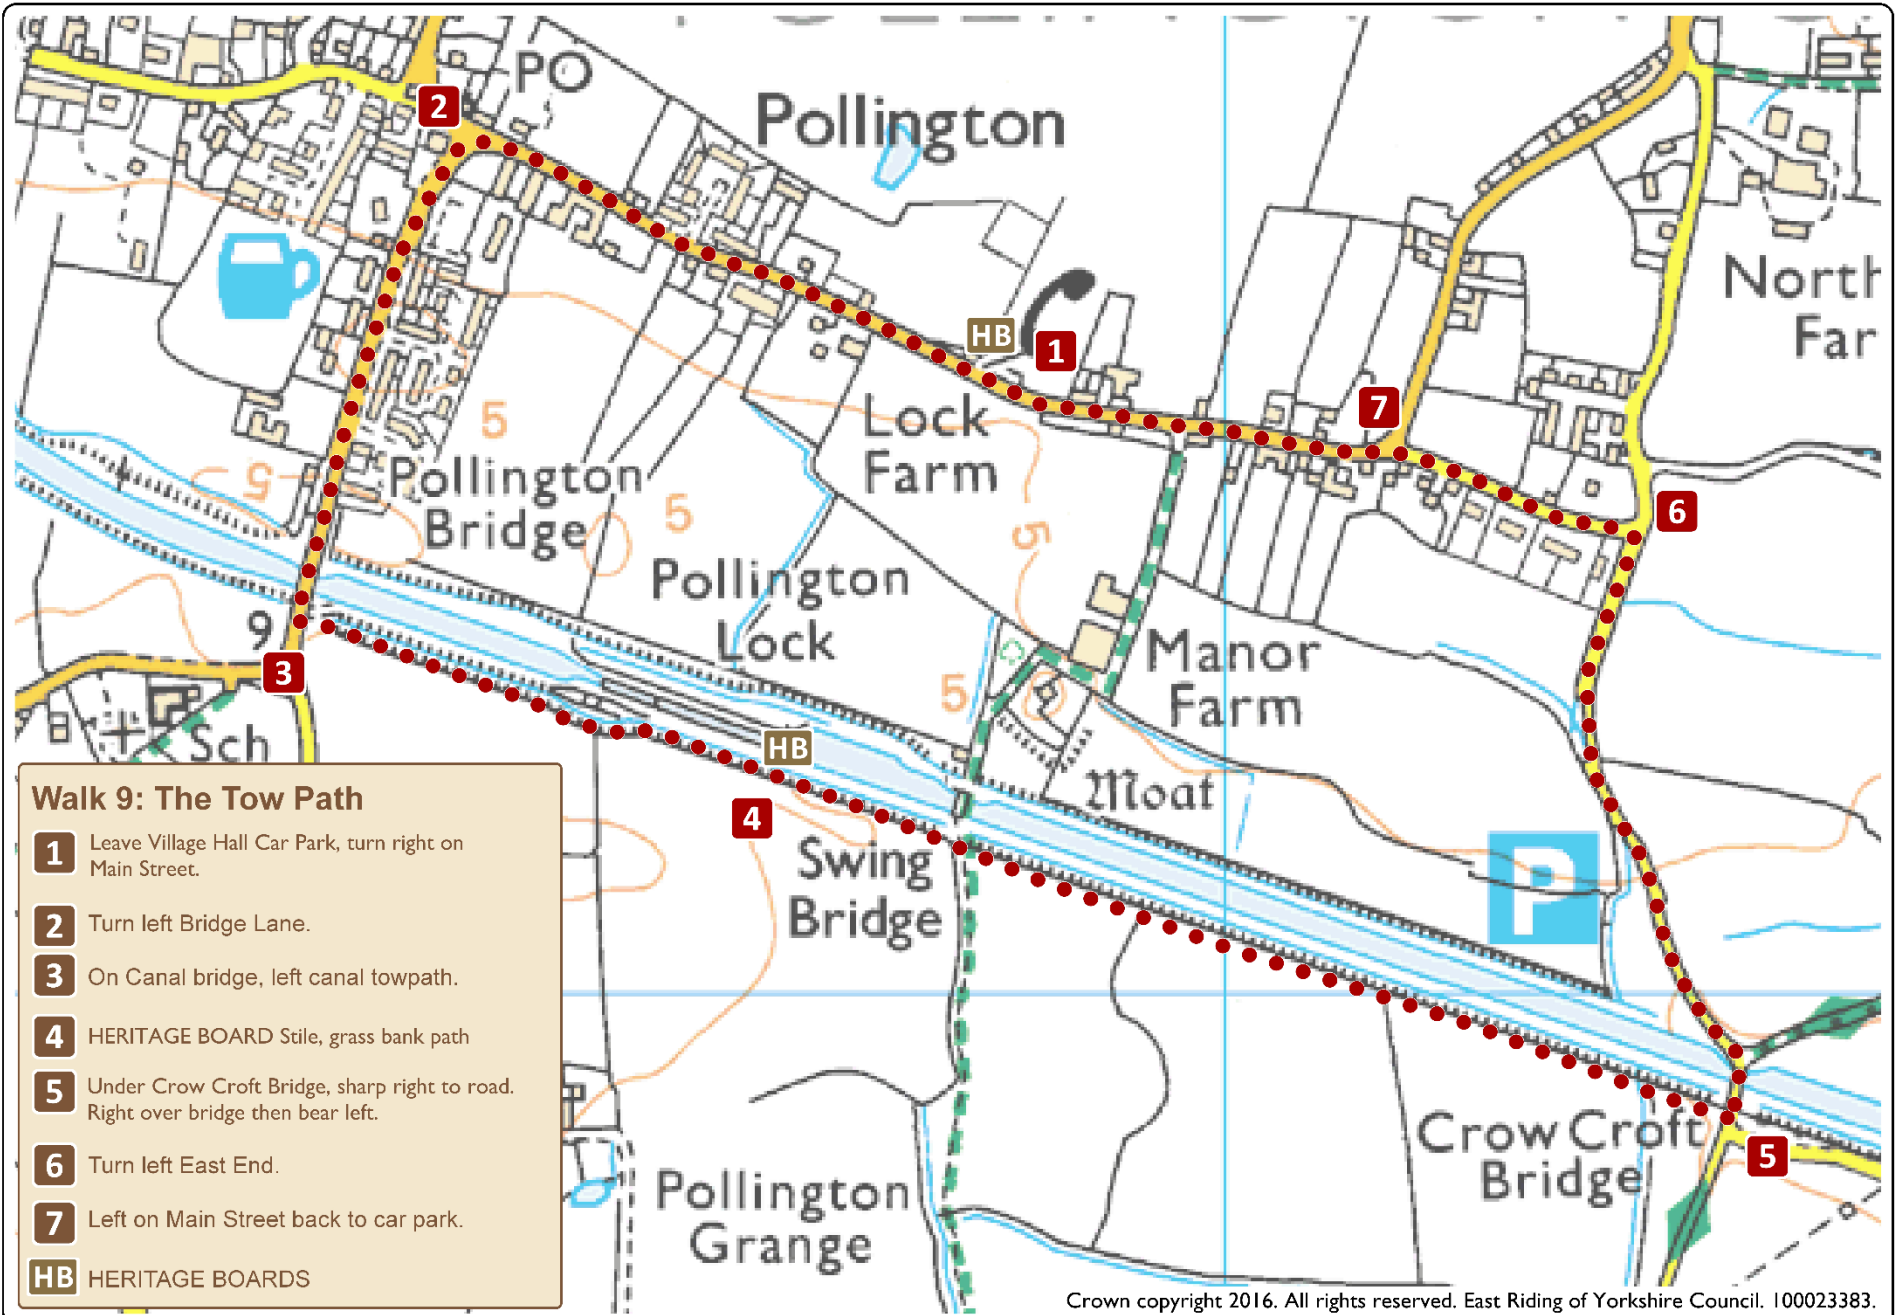 PO
2
Pollington
North
Far
HB
1
7
Lock
Farm
5
5
5
5
Pollington
Bridge
6
Pollington
Lock
9
3
Manor
Farm
5
Sch
HB
Moat
4
Swing
Bridge
P
Crow Croft
Bridge
5
Pollington
Grange
Walk 9: The Tow Path
1 Leave Village Hall Car Park, turn right on
Main Street.
2 Turn left Bridge Lane.
3 On Canal bridge, left canal towpath.
4 HERITAGE BOARD Stile, grass bank path
5 Under Crow Croft Bridge, sharp right to road.
Right over bridge then bear left.
6 Turn left East End.
7 Left on Main Street back to car park.
HB HERITAGE BOARDS
Crown copyright 2016. All rights reserved. East Riding of Yorkshire Council. 100023383.